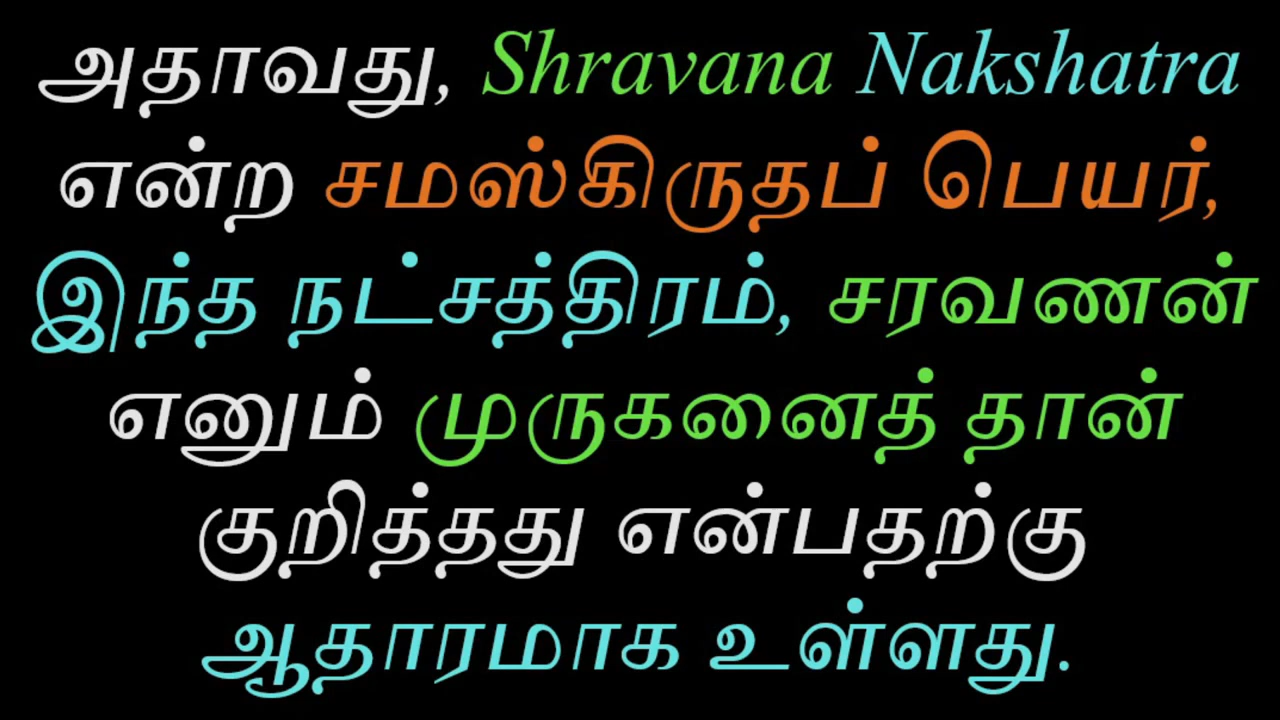 அதாவது, Shravana Nakshatra
என்ற சமஸ்கிருதப் பெயர்,
இந்த நட்சத்திரம், சரவணன்
எனும் முருகனைத் தான்
குறித்தது என்பதற்கு
ஆதாரமாக உள்ளது.